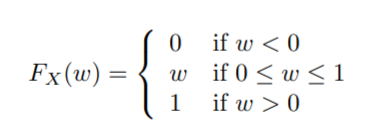 0 if w < 0
F_X(w) = { w if 0 ≤ w ≤ 1
1 if w > 0